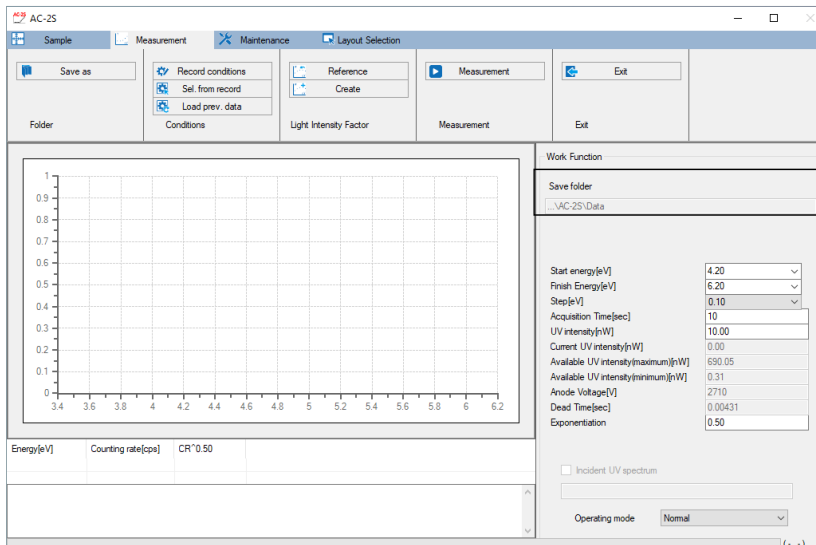 AC-2S
Sample Measurement Maintenance Layout Selection
Save as
Folder
Record conditions
Sel. from record
Load prev. data
Conditions
Reference
Create
Light Intensity Factor
Measurement
Measurement
Exit
Exit
1
0.9
0.8
0.7
0.6
0.5
0.4
0.3
0.2
0.1
0
3.4 3.6 3.8 4 4.2 4.4 4.6 4.8 5 5.2 5.4 5.6 5.8 6 6.2
Energy[eV] Counting rate[cps] CR^0.50
Work Function
Save folder
...\AC-2S\Data
Start energy[eV] 4.20
Finish Energy[eV] 6.20
Step[eV] 0.10
Acquisition Time[sec] 10
UV intensity[nW] 10.00
Current UV intensity[nW] 0.00
Available UV intensity(maximum)[nW] 690.05
Available UV intensity(minimum)[nW] 0.31
Anode Voltage[V] 2710
Dead Time[sec] 0.00431
Exponentiation 0.50
Incident UV spectrum
Operating mode Normal